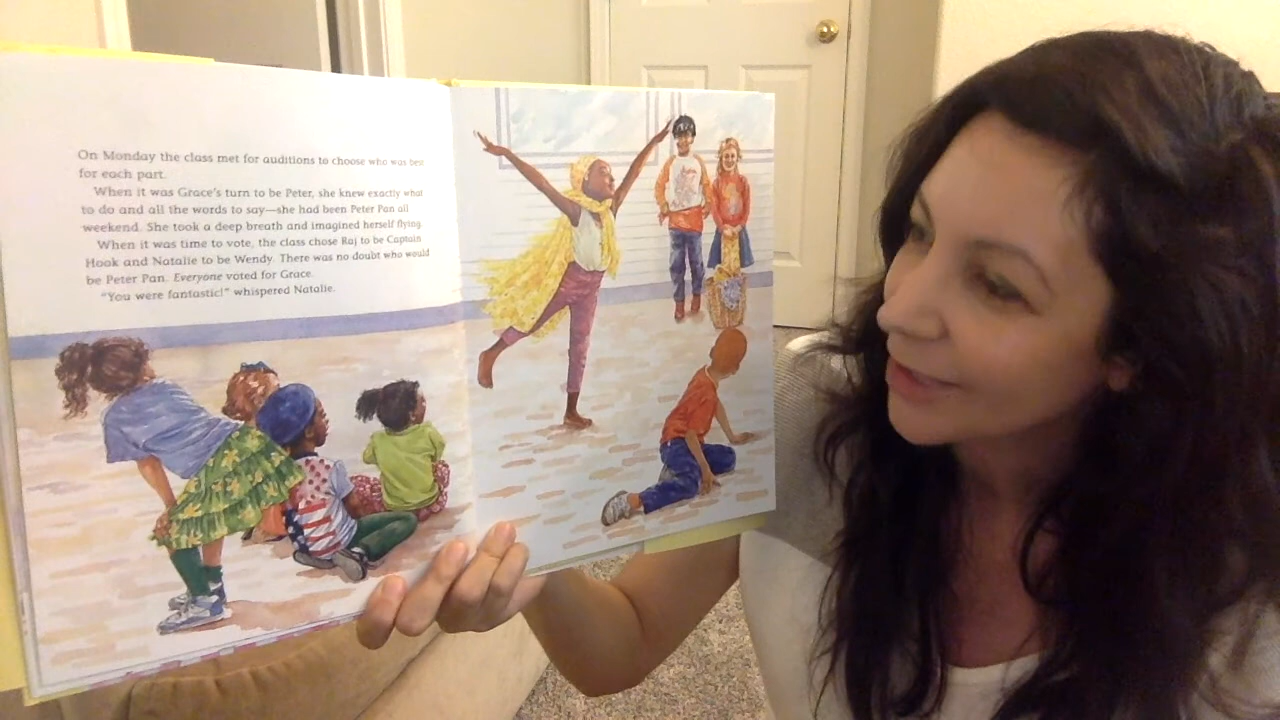 On Monday the class met for auditions to choose who was best
for each part.
When it was Grace's turn to be Peter, she knew exactly what
to do and all the words to say—she had been Peter Pan all
weekend. She took a deep breath and imagined herself flying.
When it was time to vote, the class chose Raj to be Captain
Hook and Natalie to be Wendy. There was no doubt who would
be Peter Pan. Everyone voted for Grace.
"You were fantastic!" whispered Natalie.